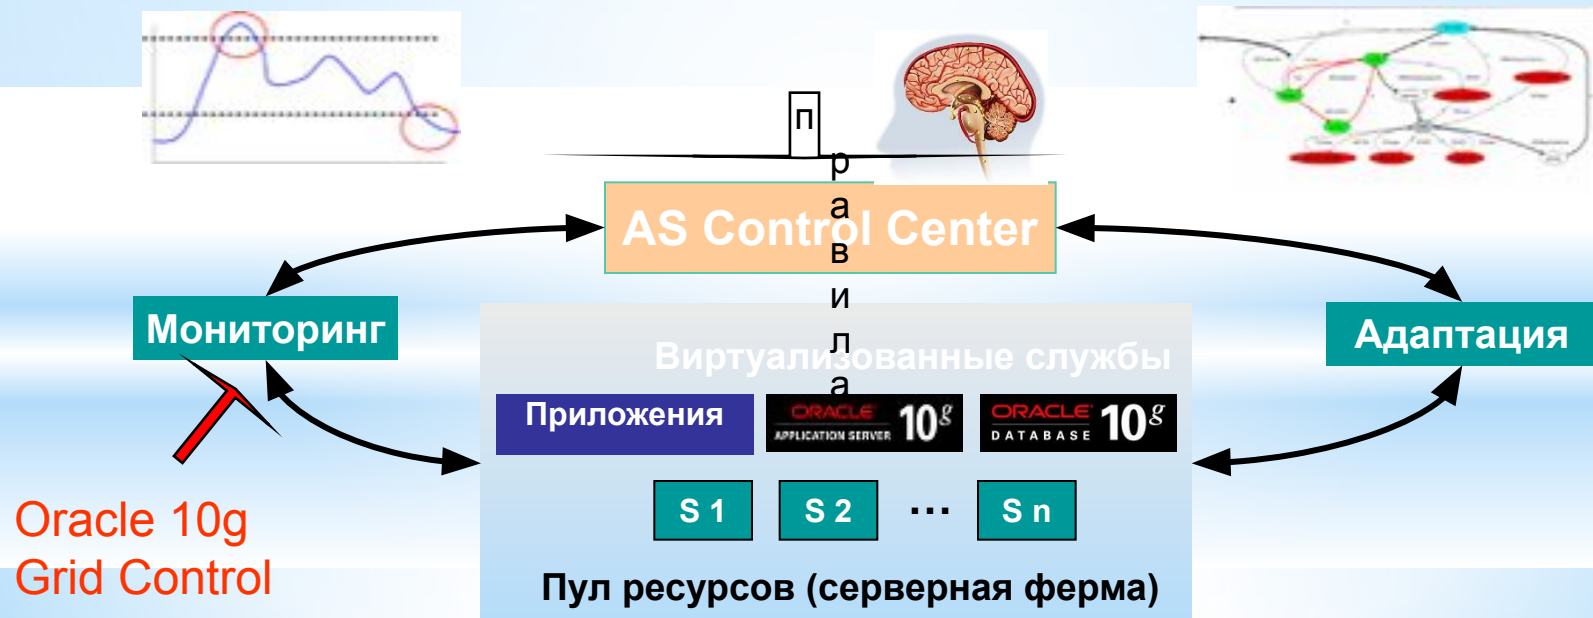 правила
AS Control Center
Мониторинг
Адаптация
Виртуализованные службы
Приложения
ORACLE
APPLICATION SERVER
10g
ORACLE
DATABASE
10g
S 1
S 2
...
S n
Oracle 10g
Grid Control
Пул ресурсов (серверная ферма)